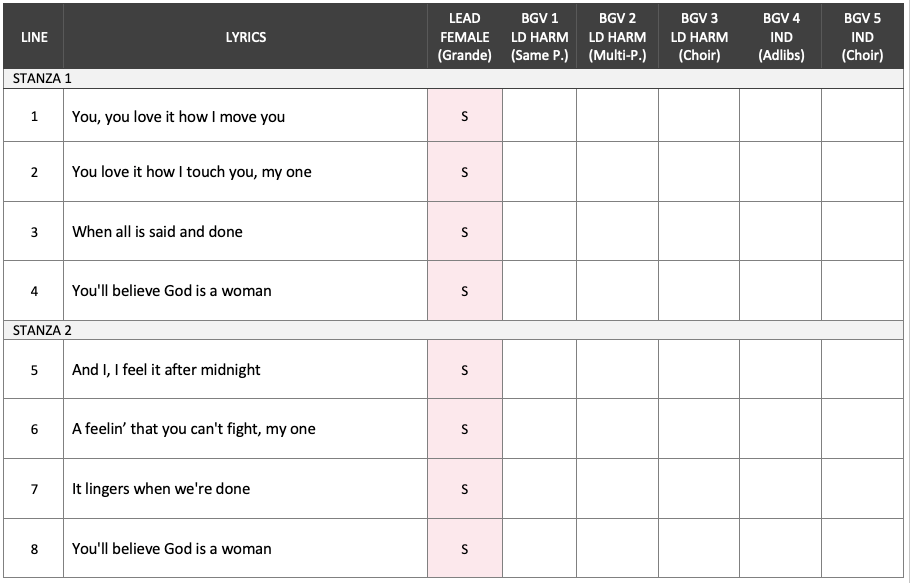 LINE LYRICS LEAD FEMALE (Grande) BGV 1 LD HARM (Same P.) BGV 2 LD HARM (Multi-P.) BGV 3 LD HARM (Choir) BGV 4 IND (Adlibs) BGV 5 IND (Choir)
STANZA 1
1 You, you love it how I move you S
2 You love it how I touch you, my one S
3 When all is said and done S
4 You'll believe God is a woman S
STANZA 2
5 And I, I feel it after midnight S
6 A feelin’ that you can't fight, my one S
7 It lingers when we're done S
8 You'll believe God is a woman S